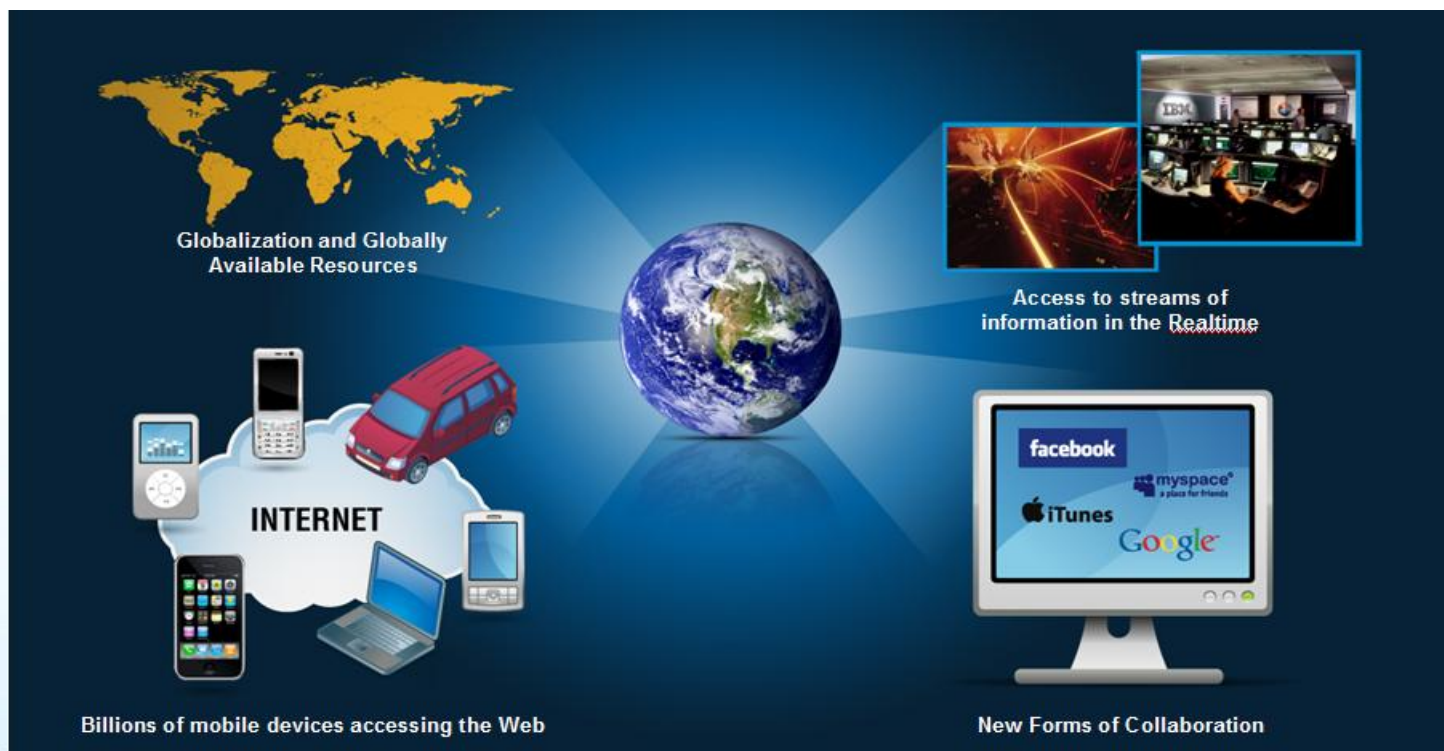 Globalization and Globally
Available Resources
IBM
Access to streams of
information in the Realtime
INTERNET
Billions of mobile devices accessing the Web
facebook
myspace
a place for friends
iTunes
Google
New Forms of Collaboration